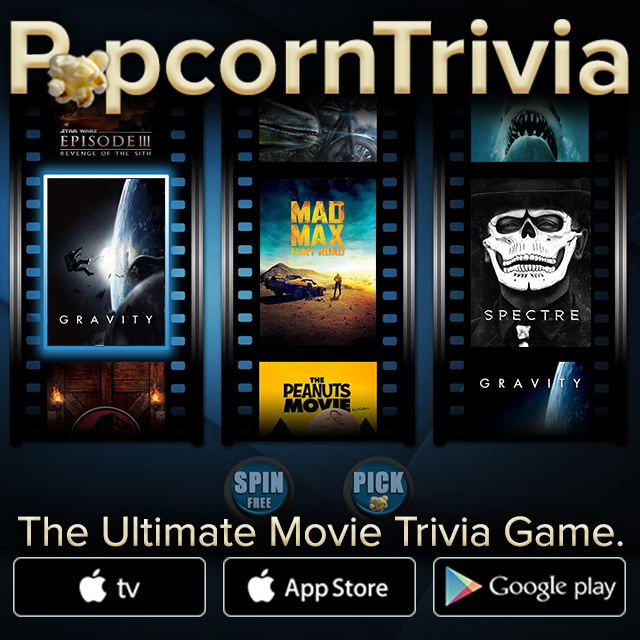 PopcornTrivia
STAR WARS
EPISODE III
REVENGE OF THE SITH
GRAVITY
MAD
MAX
FURY ROAD
THE
PEANUTS
MOVIE
SPECTRE
GRAVITY
SPIN
FREE
PICK
The Ultimate Movie Trivia Game.
tv
App Store
Google play